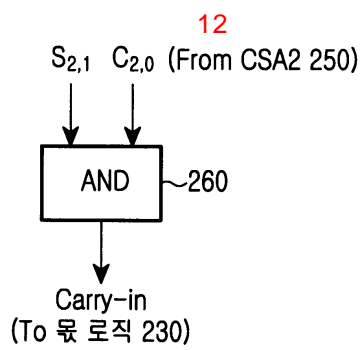 12
S2,1 C2,0 (From CSA2 250)
AND
260
Carry-in
(To 몫 로직 230)